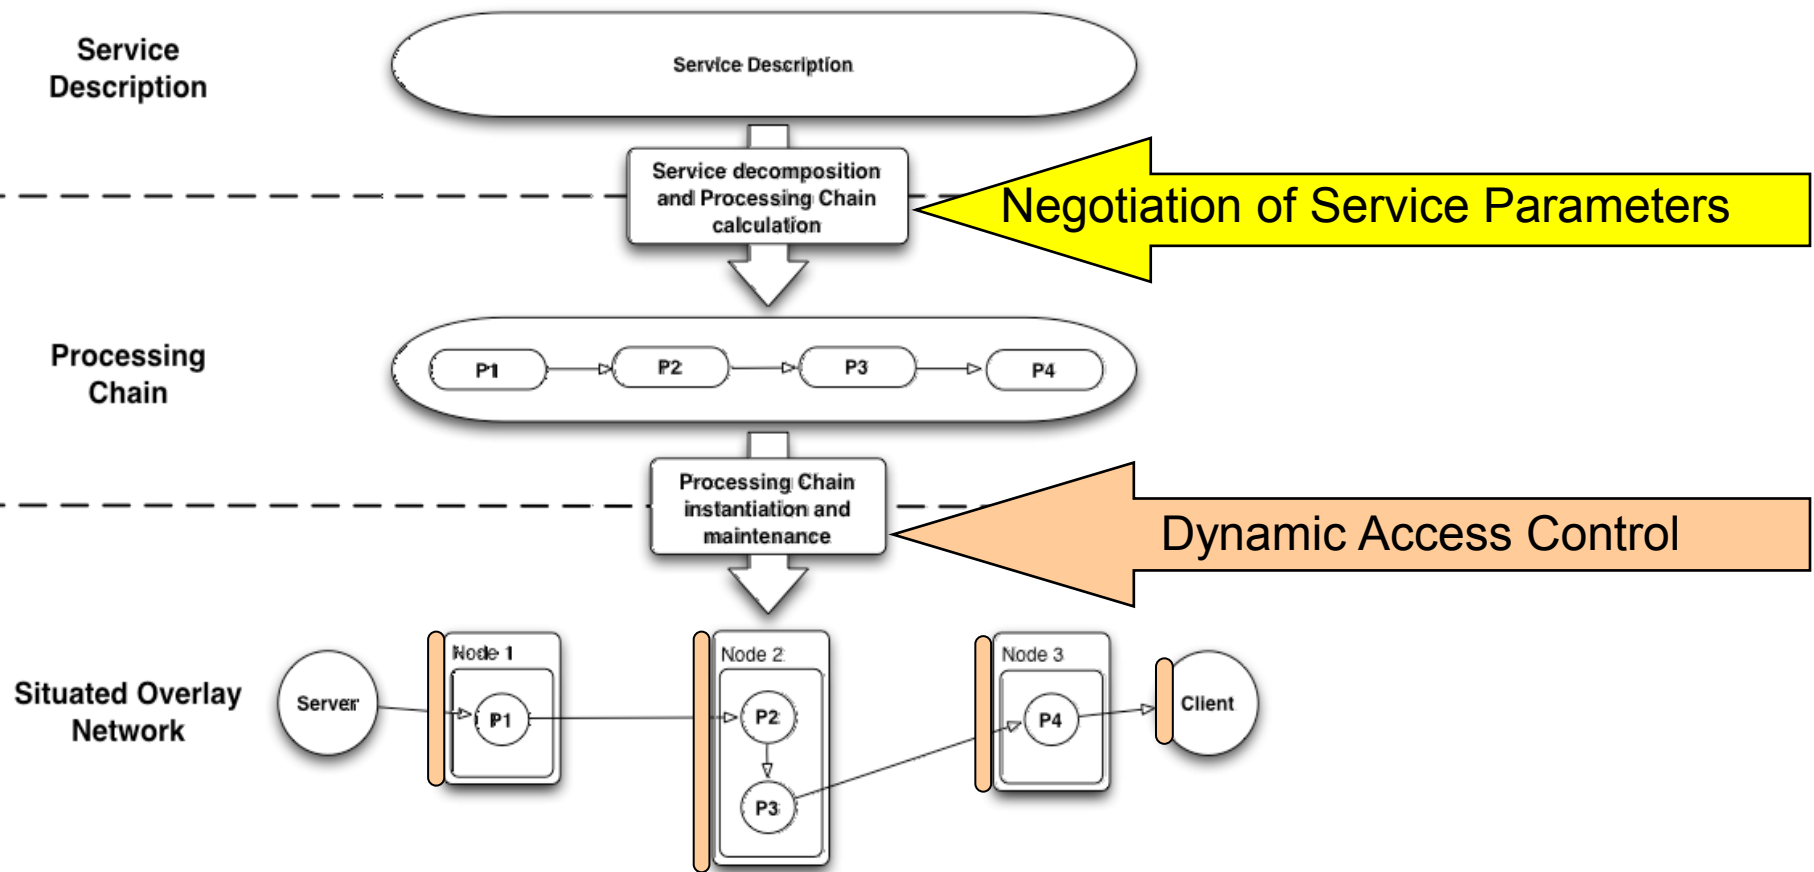 Service
Description
Service Description
Service decomposition
and Processing Chain
calculation
Negotiation of Service Parameters
Processing
Chain
P1
P2
P3
P4
Processing Chain
instantiation and
maintenance
Dynamic Access Control
Situated Overlay
Network
Server
Node 1
P1
Node 2
P2
P3
Node 3
P4
Client